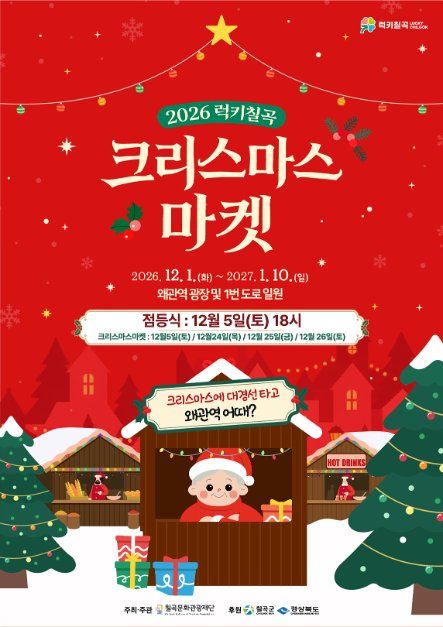 럭키칠곡 LUCKY CHILGOK
2026 럭키칠곡
크리스마스
마켓
2026. 12. 1.(화) ~ 2027. 1. 10.(일)
왜관역 광장 및 1번 도로 일원
점등식 : 12월 5일(토) 18시
크리스마스마켓 : 12월5일(토) / 12월24일(목) / 12월 25일(금) / 12월 26일(토)
크리스마스에 대경선 타고
왜관역 어때?
HOT DRINKS
주최·주관 칠곡문화관광재단 후원 칠곡군 경상북도